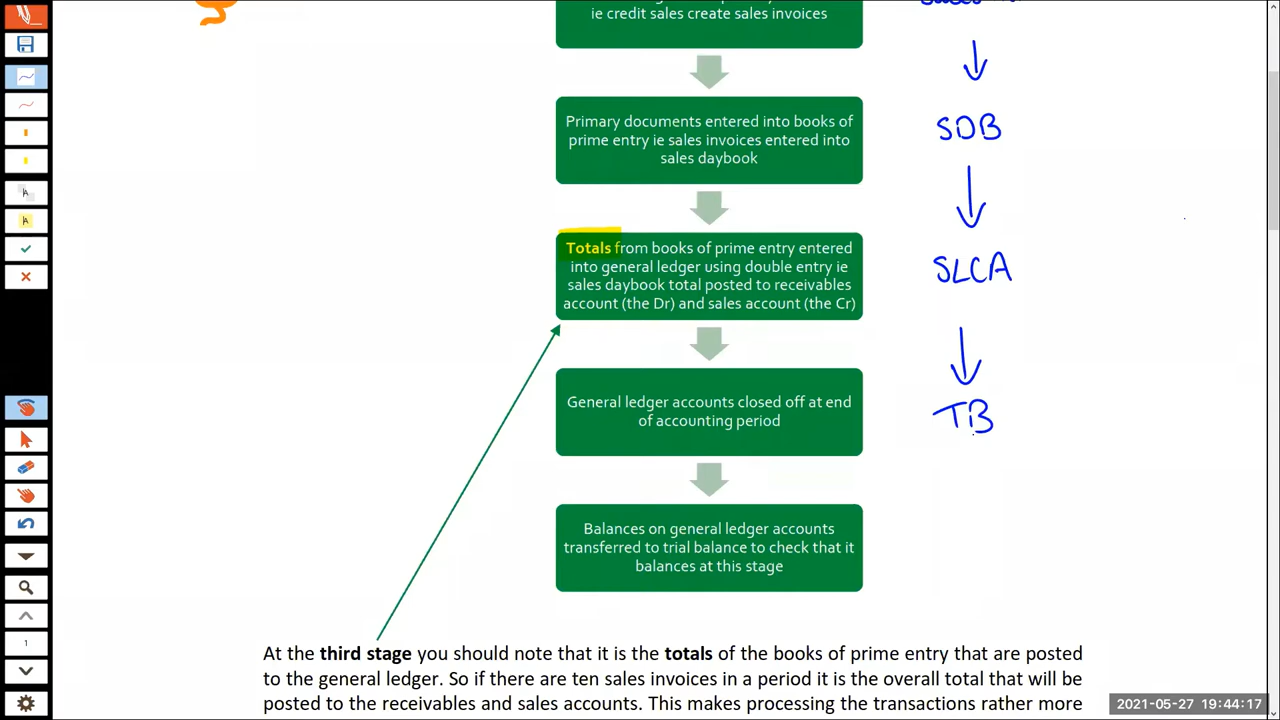 ie credit sales create sales invoices
Primary documents entered into books of
prime entry ie sales invoices entered into
sales daybook
SDB
Totals from books of prime entry entered
into general ledger using double entry ie
sales daybook total posted to receivables
account (the Dr) and sales account (the Cr)
SLCA
General ledger accounts closed off at end
of accounting period
TB
Balances on general ledger accounts
transferred to trial balance to check that it
balances at this stage
At the third stage you should note that it is the totals of the books of prime entry that are posted
to the general ledger. So if there are ten sales invoices in a period it is the overall total that will be
posted to the receivables and sales accounts. This makes processing the transactions rather more
1
2021-05-27 19:44:17